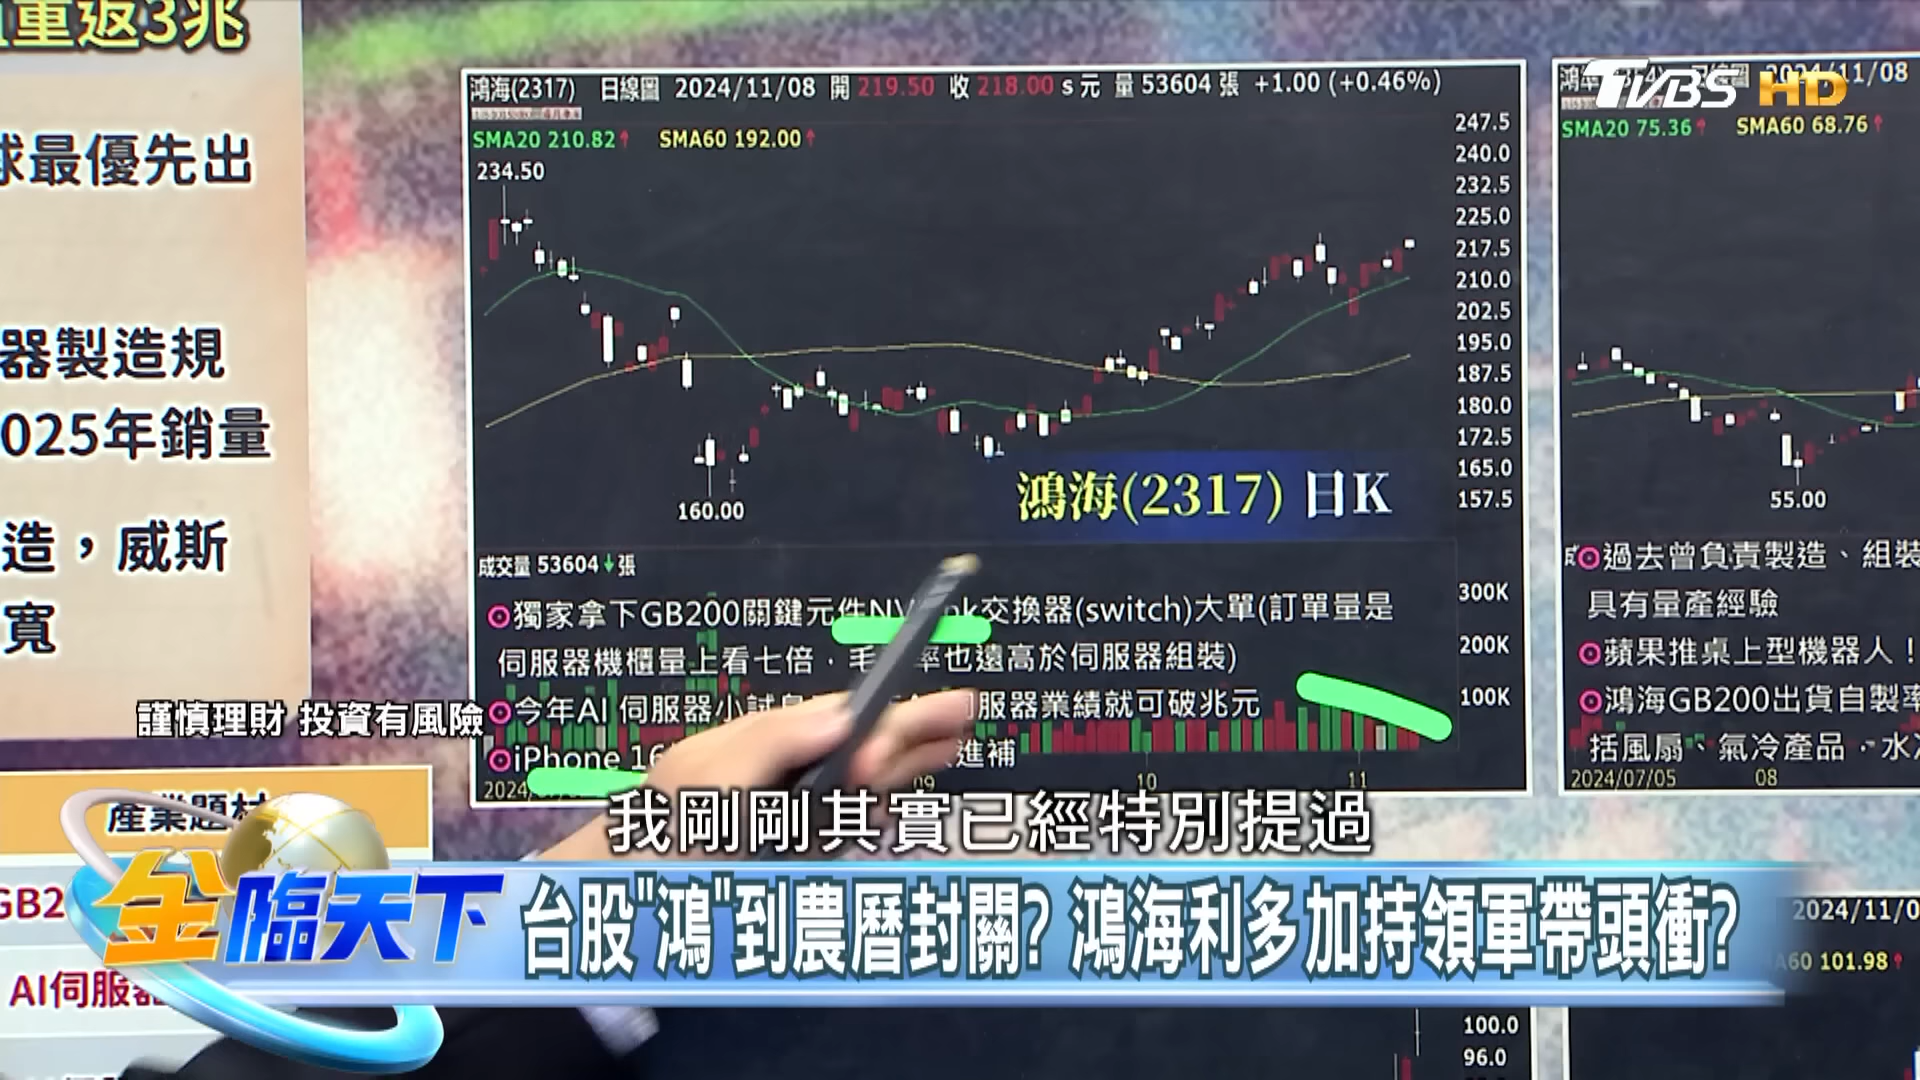 重返3兆
球最優先出
器製造規
025年銷量
造，威斯
寬
謹慎理財 投資有風險
產業題材
GB2
AI伺服器
鴻海(2317) 日線圖 2024/11/08 開 219.50 收 218.00 s元 量 53604 張 +1.00 (+0.46%)
SMA20 210.82↑ SMA60 192.00↑
234.50
247.5
240.0
232.5
225.0
217.5
210.0
202.5
195.0
187.5
180.0
172.5
165.0
157.5
160.00
鴻海(2317) 日K
成交量 53604↓張
300K
200K
100K
獨家拿下GB200關鍵元件NV 交換器(switch)大單(訂單量是
伺服器機櫃量上看七倍，毛 率也遠高於伺服器組裝)
今年AI 伺服器小試 伺服器業績就可破兆元
iPhone 16 進補
2024/ 09 10 11
TVBS HD
日線圖 2024/11/08
SMA20 75.36↑ SMA60 68.76↑
55.00
過去曾負責製造、組裝
具有量產經驗
蘋果推桌上型機器人！
鴻海GB200出貨自製率
括風扇、氣冷產品、水
2024/07/05 08
我剛剛其實已經特別提過
金臨天下
台股"鴻"到農曆封關? 鴻海利多加持領軍帶頭衝?
2024/11/0
A60 101.98↑
100.0
96.0